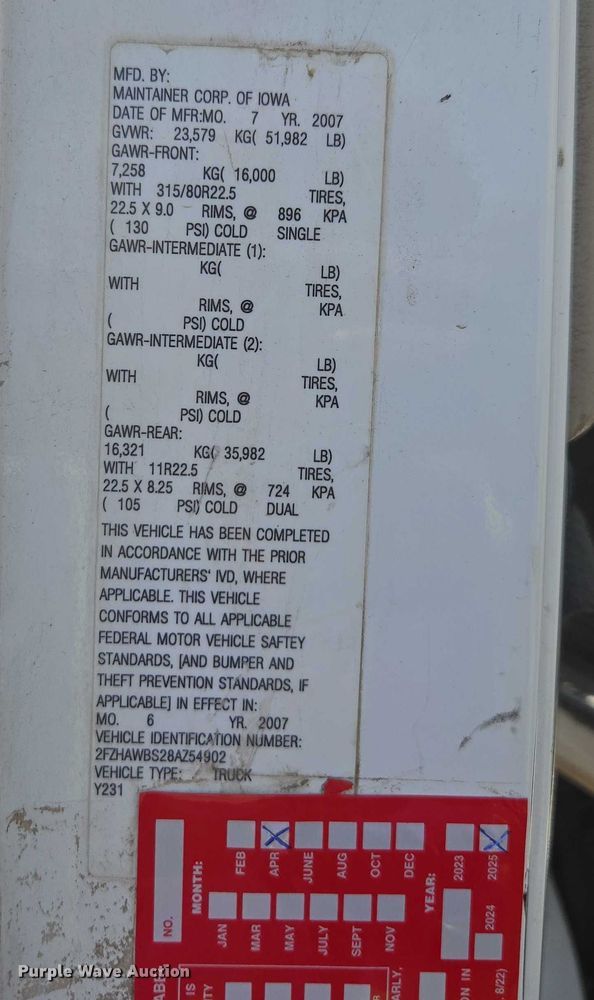 MFD. BY:
MAINTAINER CORP. OF IOWA
DATE OF MFR:MO. 7 YR. 2007
GVWR: 23,579 KG( 51,982 LB)
GAWR-FRONT:
7,258 KG( 16,000 LB)
WITH 315/80R22.5 TIRES,
22.5 X 9.0 RIMS, @ 896 KPA
( 130 PSI) COLD SINGLE
GAWR-INTERMEDIATE (1):
KG( LB)
WITH TIRES,
RIMS, @ KPA
( PSI) COLD
GAWR-INTERMEDIATE (2):
KG( LB)
WITH TIRES,
RIMS, @ KPA
( PSI) COLD
GAWR-REAR:
16,321 KG( 35,982 LB)
WITH 11R22.5 TIRES,
22.5 X 8.25 RIMS, @ 724 KPA
( 105 PSI) COLD DUAL
THIS VEHICLE HAS BEEN COMPLETED
IN ACCORDANCE WITH THE PRIOR
MANUFACTURERS' IVD, WHERE
APPLICABLE. THIS VEHICLE
CONFORMS TO ALL APPLICABLE
FEDERAL MOTOR VEHICLE SAFTEY
STANDARDS, [AND BUMPER AND
THEFT PREVENTION STANDARDS, IF
APPLICABLE] IN EFFECT IN:
MO. 6 YR. 2007
VEHICLE IDENTIFICATION NUMBER:
2FZHAWBS28AZ54902
VEHICLE TYPE: TRUCK
Y231
NO.
MONTH:
FEB APR JUNE AUG OCT DEC
JAN MAR MAY JULY SEPT NOV
YEAR:
2023 2025
2024
IS
ARLY.
ON IN
8/22)
Purple Wave Auction